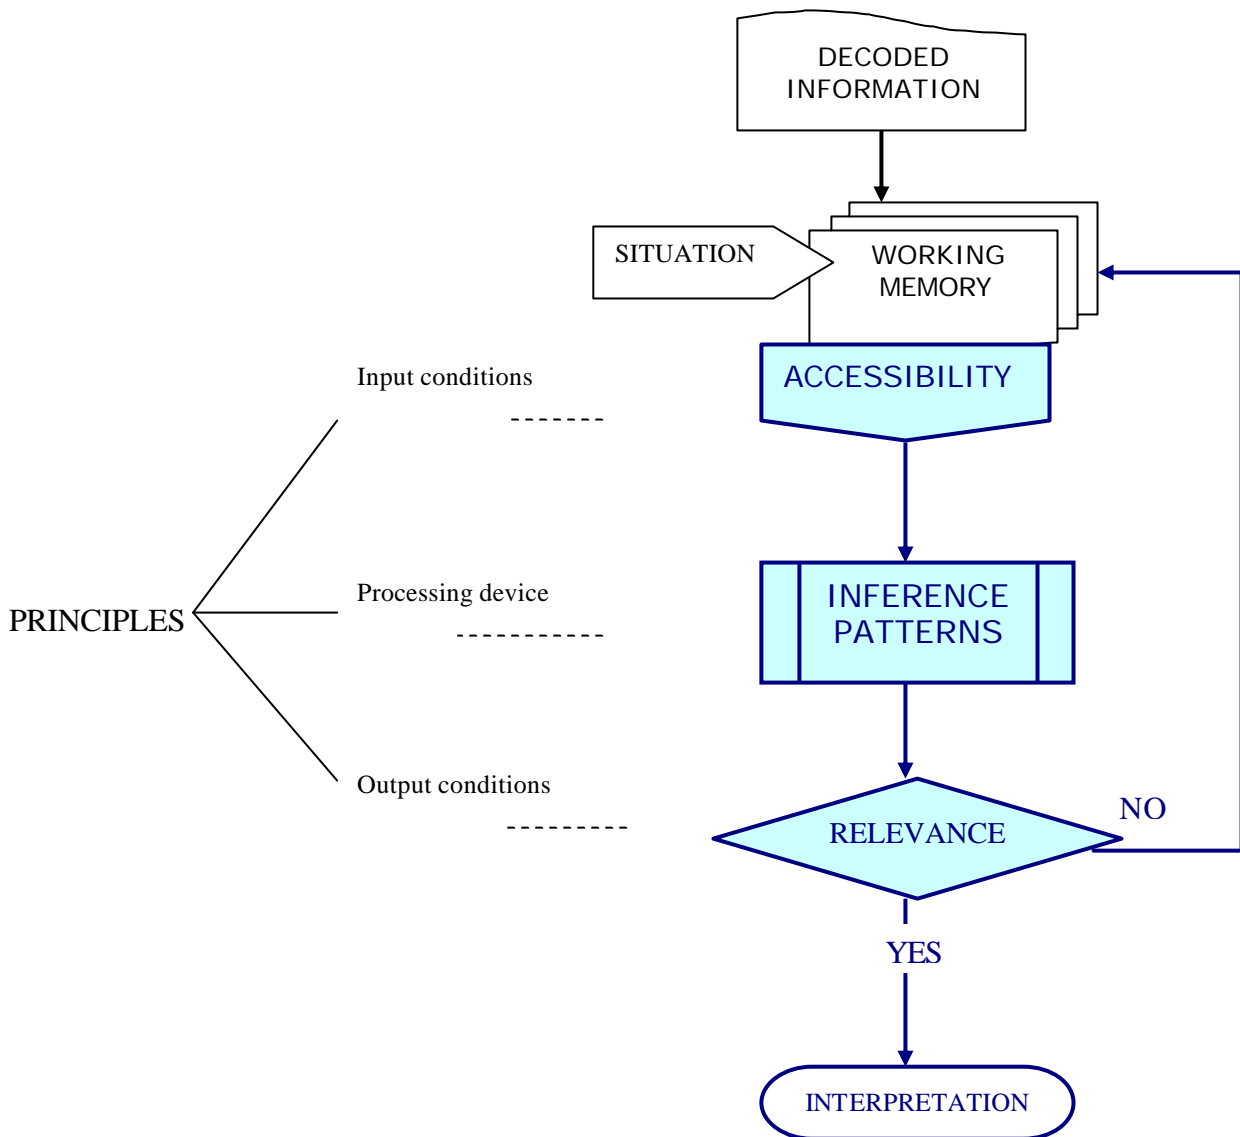 DECODED
INFORMATION
SITUATION
WORKING
MEMORY
Input conditions
ACCESSIBILITY
PRINCIPLES
Processing device
INFERENCE
PATTERNS
Output conditions
RELEVANCE
NO
YES
INTERPRETATION